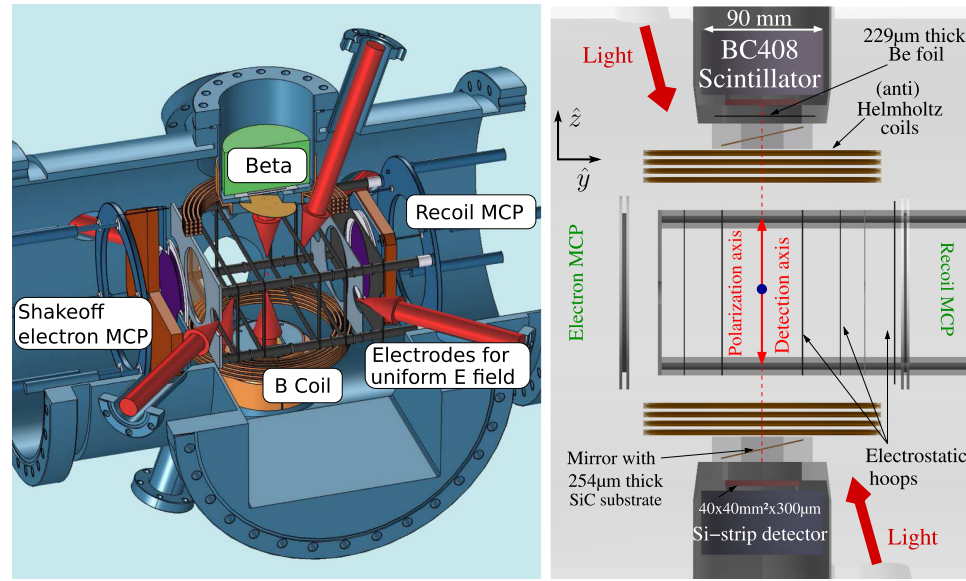 Beta
Recoil MCP
Shakeoff
electron MCP
Electrodes for
uniform E field
B Coil
90 mm
BC408
Scintillator
Light
229μm thick
Be foil
(anti)
Helmholtz
coils
ẑ
ŷ
Electron MCP
Polarization axis
Detection axis
Recoil MCP
Mirror with
254μm thick
SiC substrate
Electrostatic
hoops
40x40mm²x300μm
Si−strip detector
Light